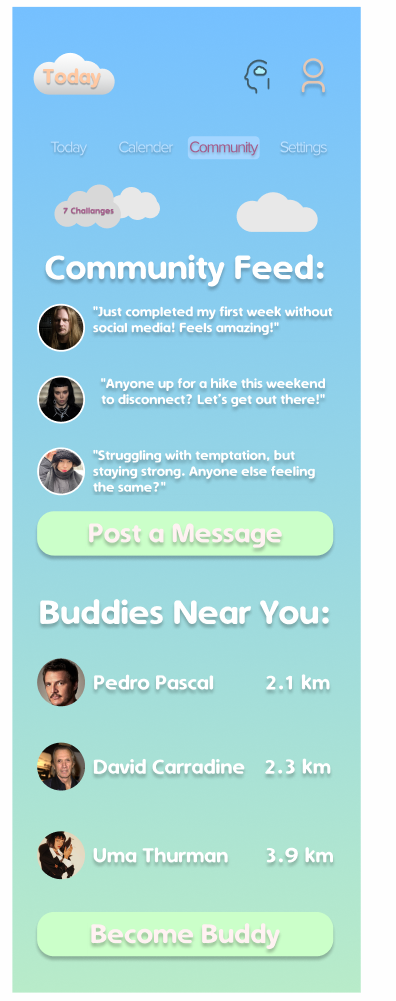 Today
Today Calender Community Settings
7 Challanges
Community Feed:
"Just completed my first week without
social media! Feels amazing!"
"Anyone up for a hike this weekend
to disconnect? Let's get out there!"
"Struggling with temptation, but
staying strong. Anyone else feeling
the same?"
Post a Message
Buddies Near You:
Pedro Pascal 2.1 km
David Carradine 2.3 km
Uma Thurman 3.9 km
Become Buddy